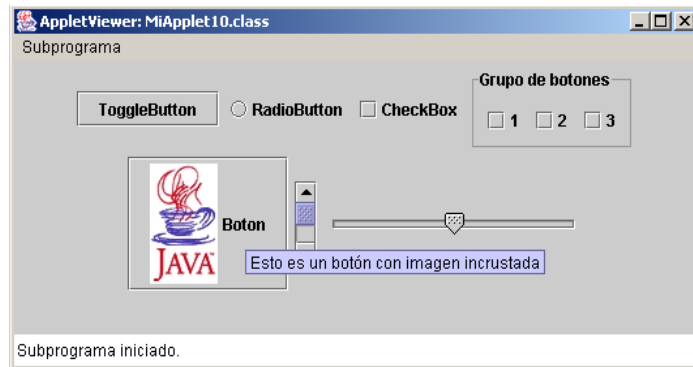 AppletViewer: MiApplet10.class
Subprograma
Grupo de botones
ToggleButton
RadioButton
CheckBox
1 2 3
JAVA
Boton
Esto es un botón con imagen incrustada
Subprograma iniciado.